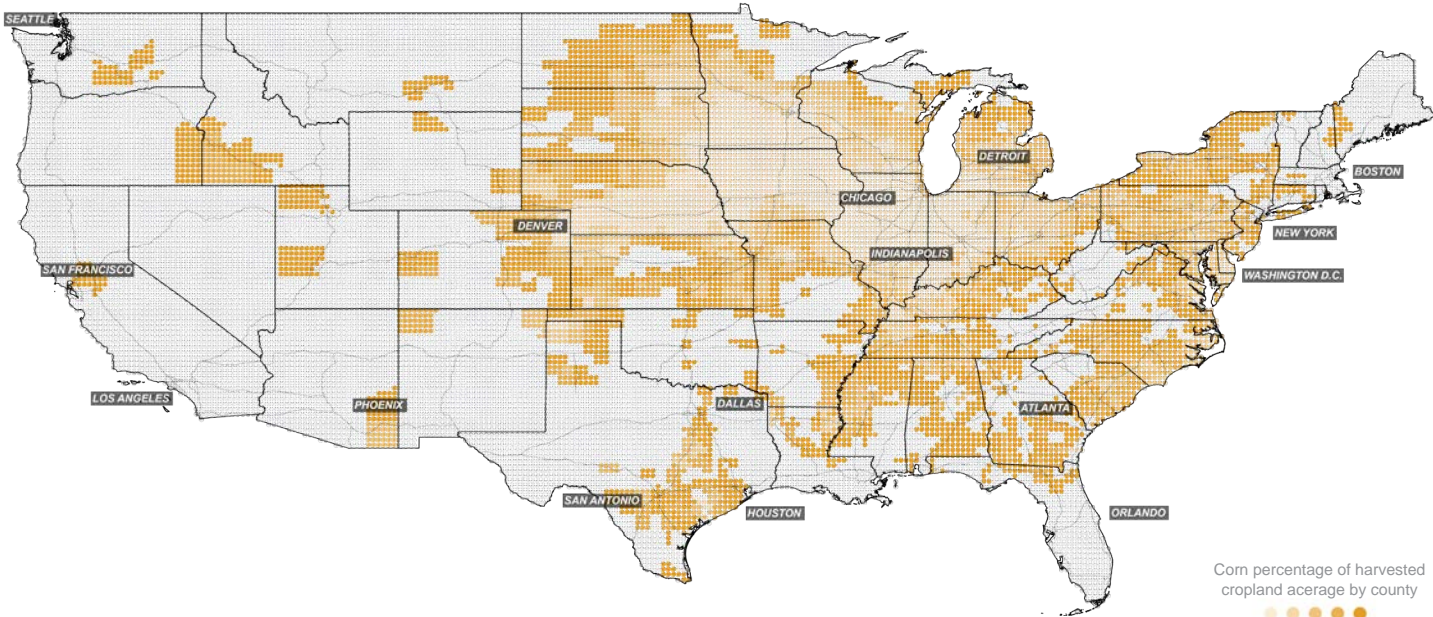 SEATTLE
DETROIT
BOSTON
CHICAGO
DENVER
NEW YORK
INDIANAPOLIS
SAN FRANCISCO
WASHINGTON D.C.
LOS ANGELES
PHOENIX
DALLAS
ATLANTA
SAN ANTONIO
HOUSTON
ORLANDO
Corn percentage of harvested
cropland acerage by county